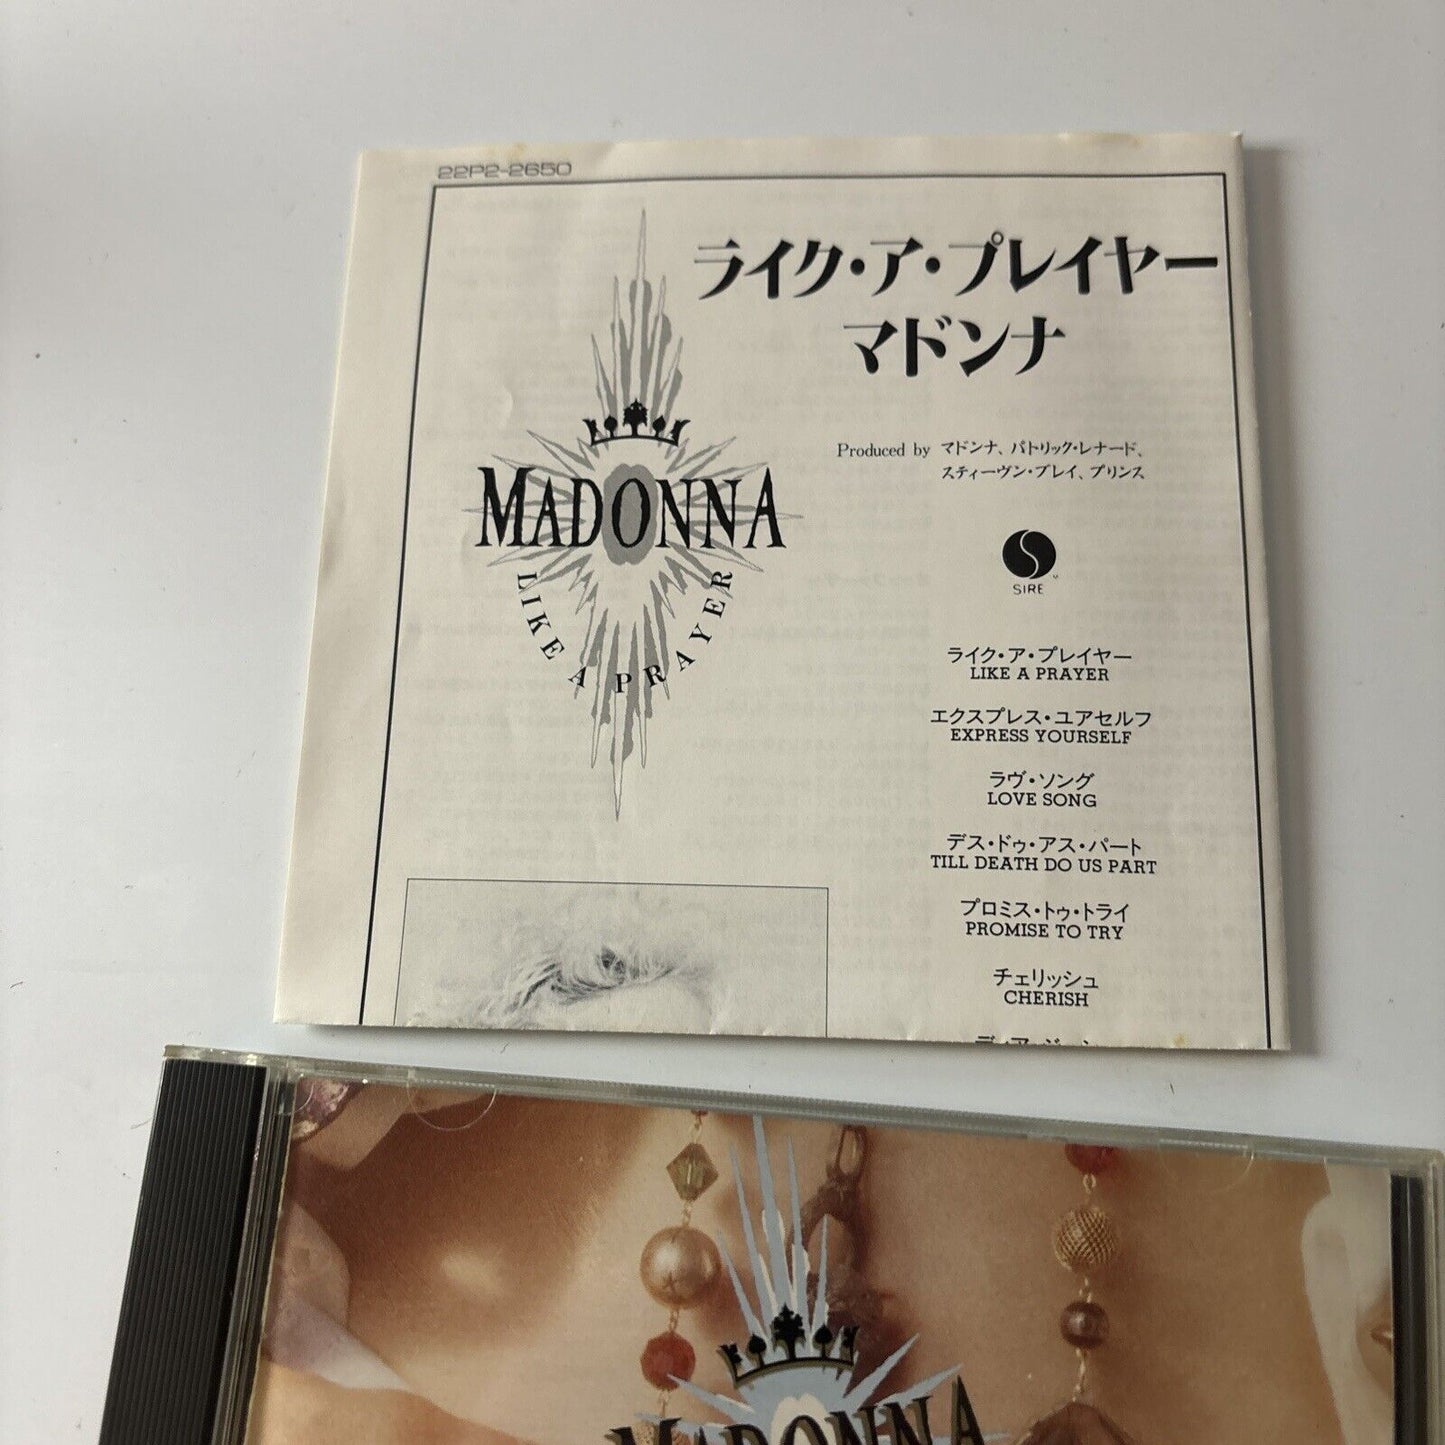 22P2-2650
ライク・ア・プレイヤー
マドンナ
MADONNA
LIKE A PRAYER
Produced by マドンナ、パトリック・レナード、
スティーヴン・ブレイ、プリンス
SIRE
ライク・ア・プレイヤー
LIKE A PRAYER
エクスプレス・ユアセルフ
EXPRESS YOURSELF
ラヴ・ソング
LOVE SONG
デス・ドゥ・アス・パート
TILL DEATH DO US PART
プロミス・トゥ・トライ
PROMISE TO TRY
チェリッシュ
CHERISH
MADONNA